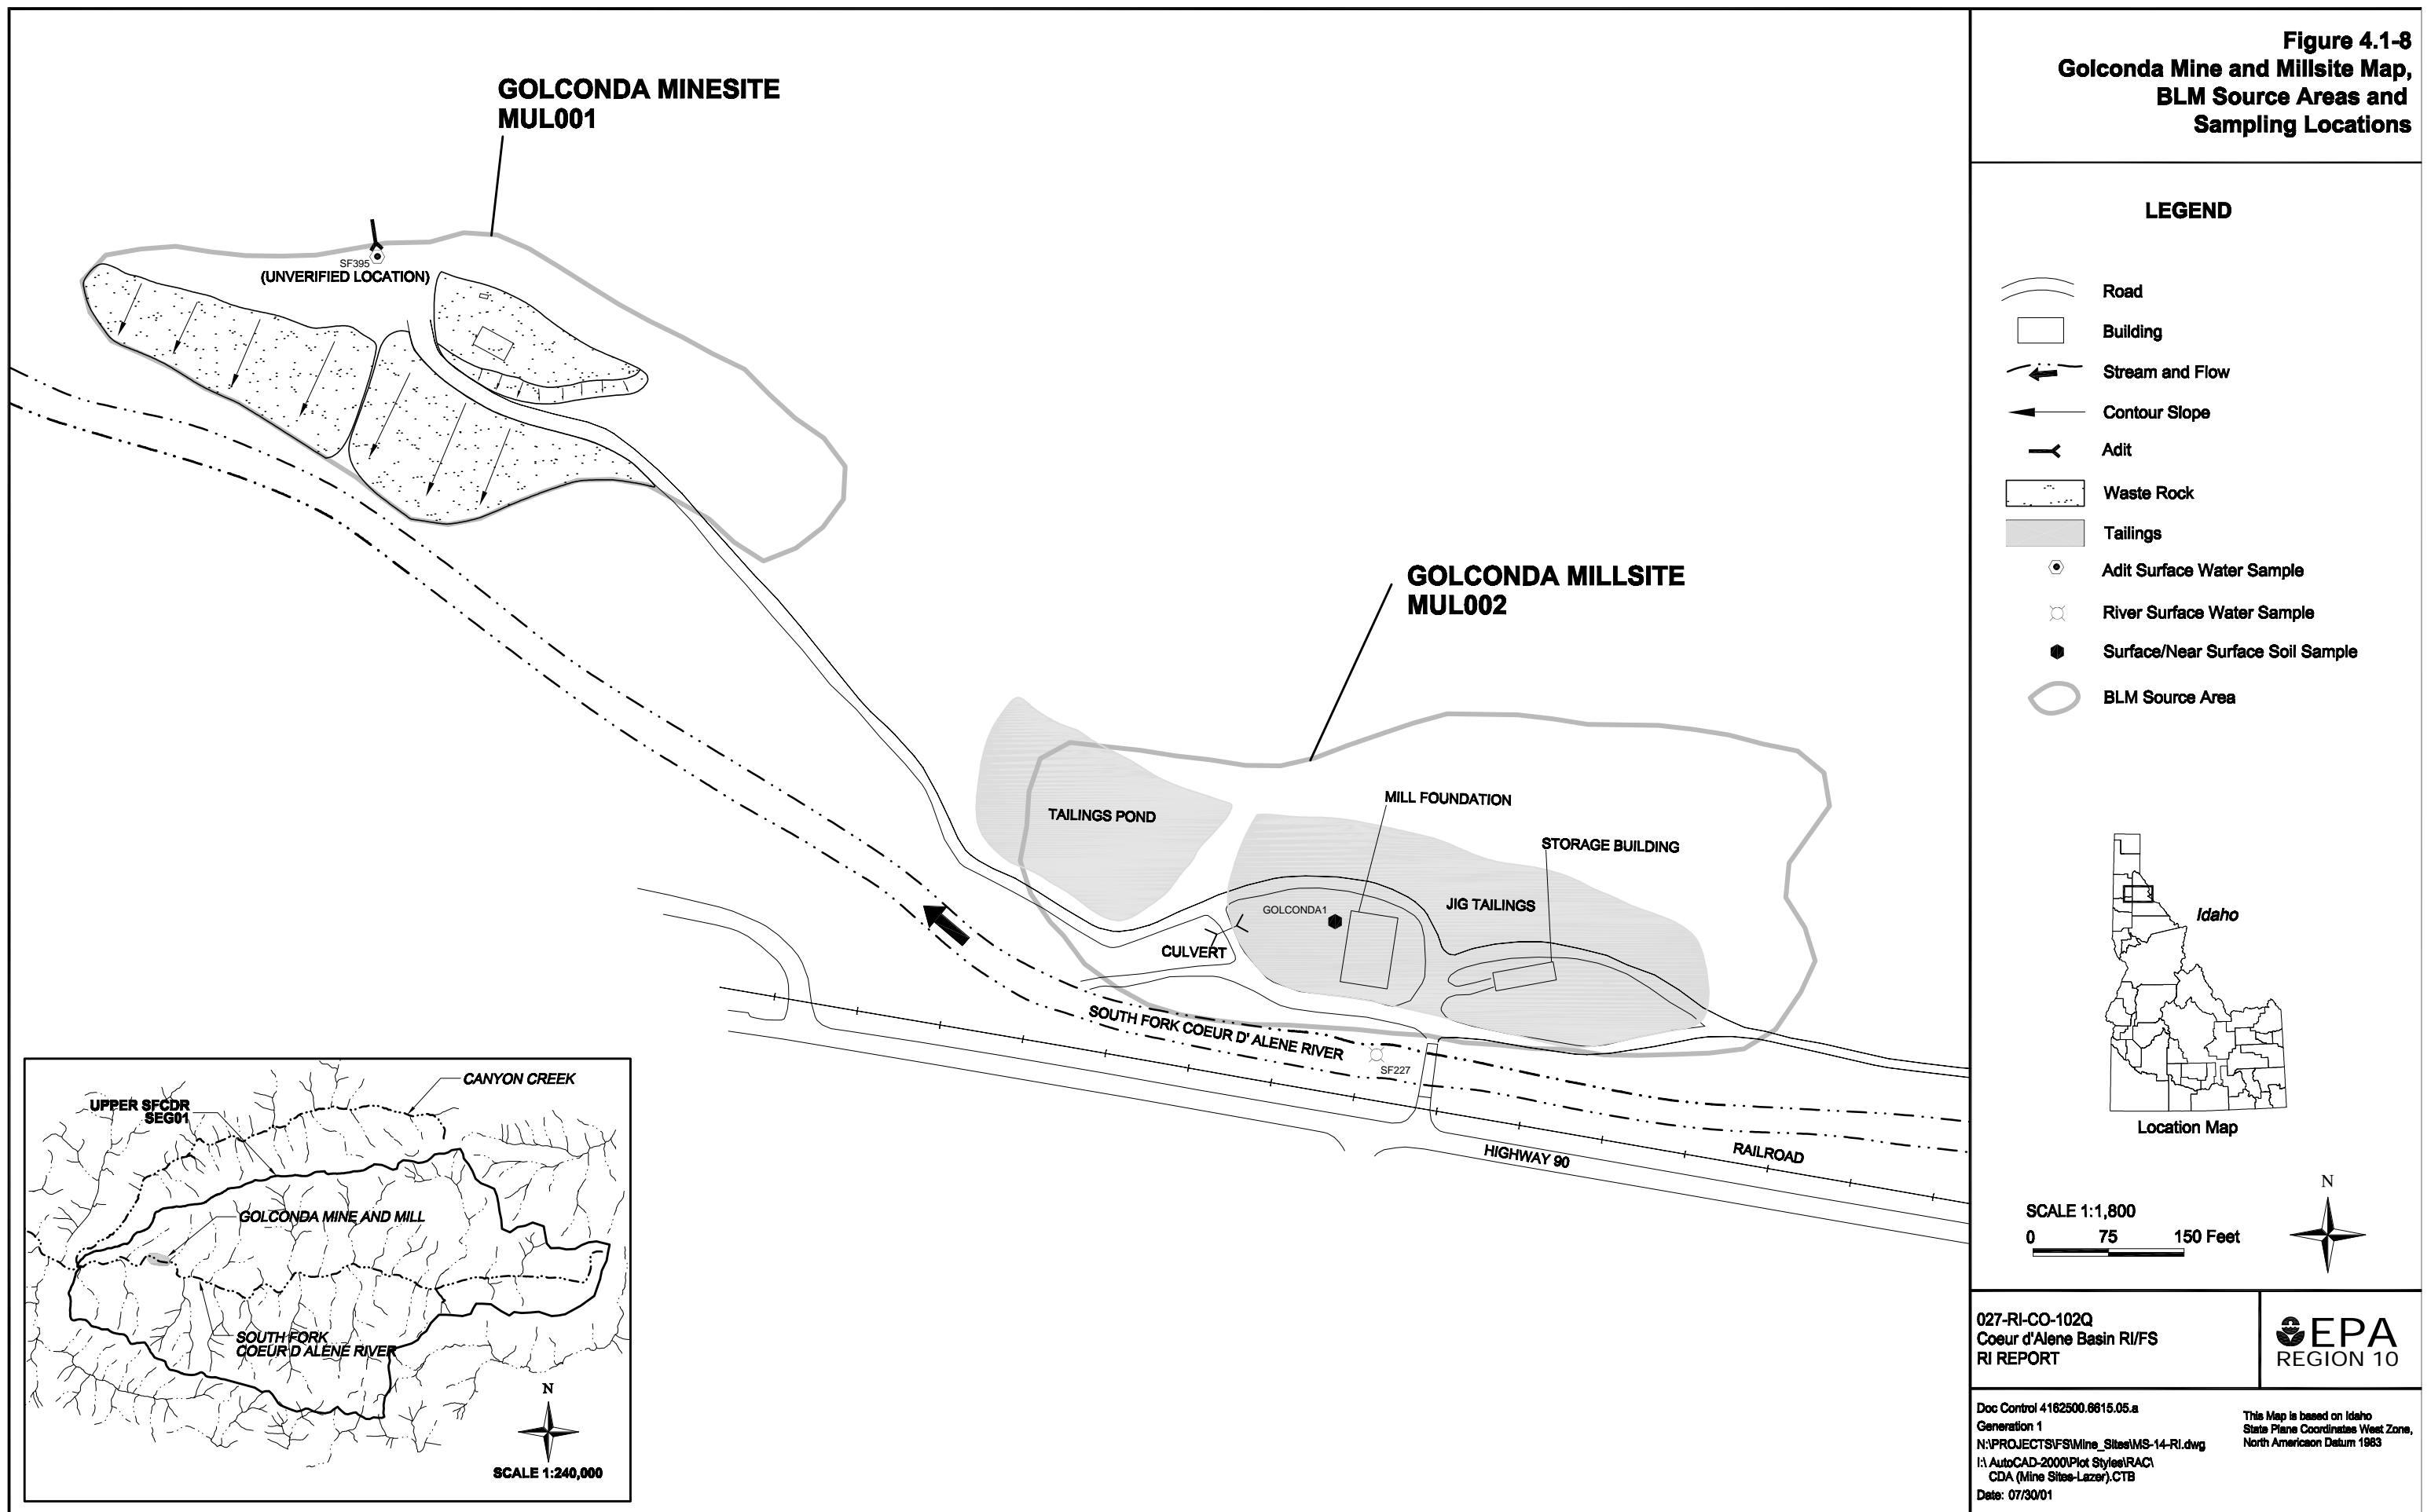 Figure 4.1-8
Golconda Mine and Millsite Map,
BLM Source Areas and
Sampling Locations
GOLCONDA MINESITE
MUL001
SF395
(UNVERIFIED LOCATION)
GOLCONDA MILLSITE
MUL002
TAILINGS POND
MILL FOUNDATION
STORAGE BUILDING
GOLCONDA1
JIG TAILINGS
CULVERT
SOUTH FORK COEUR D' ALENE RIVER
SF227
HIGHWAY 90
RAILROAD
CANYON CREEK
UPPER SFCDR
SEG01
GOLCONDA MINE AND MILL
SOUTH FORK
COEUR D ALENE RIVER
N
SCALE 1:240,000
LEGEND
Road
Building
Stream and Flow
Contour Slope
Adit
Waste Rock
Tailings
Adit Surface Water Sample
River Surface Water Sample
Surface/Near Surface Soil Sample
BLM Source Area
Idaho
Location Map
N
SCALE 1:1,800
0 75 150 Feet
027-RI-CO-102Q
Coeur d'Alene Basin RI/FS
RI REPORT
EPA
REGION 10
Doc Control 4162500.6615.05.a
Generation 1
N:\PROJECTS\FS\Mine_Sites\MS-14-RI.dwg
I:\ AutoCAD-2000\Plot Styles\RAC\
CDA (Mine Sites-Lazer).CTB
Date: 07/30/01
This Map is based on Idaho
State Plane Coordinates West Zone,
North Americaon Datum 1983